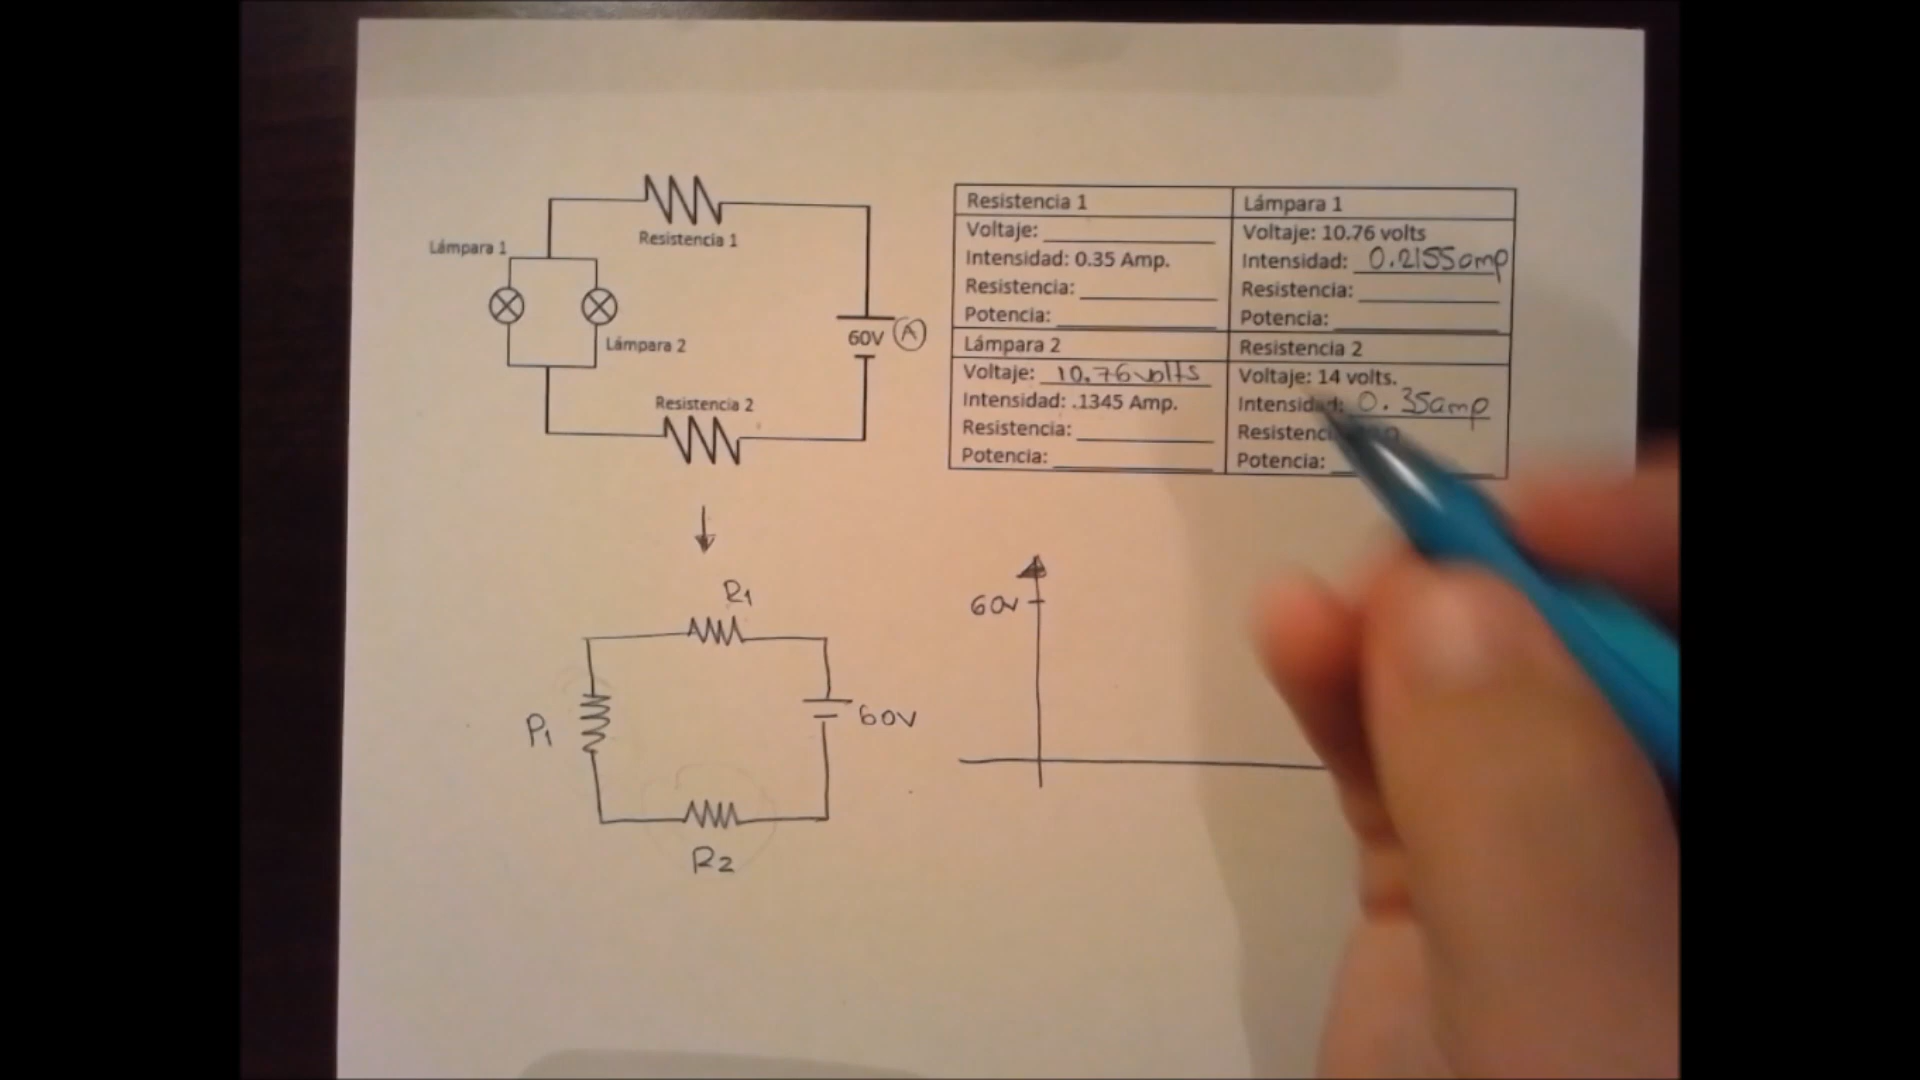 Resistencia 1
Lámpara 1
Lámpara 2
60V A
Resistencia 2
Resistencia 1
Voltaje:
Intensidad: 0.35 Amp.
Resistencia:
Potencia:
Lámpara 1
Voltaje: 10.76 volts
Intensidad: 0.2155amp
Resistencia:
Potencia:
Lámpara 2
Voltaje: 10.76volts
Intensidad: .1345 Amp.
Resistencia:
Potencia:
Resistencia 2
Voltaje: 14 volts.
Intensidad: 0.35amp
Potencia:
R1
P1
60V
R2
60V